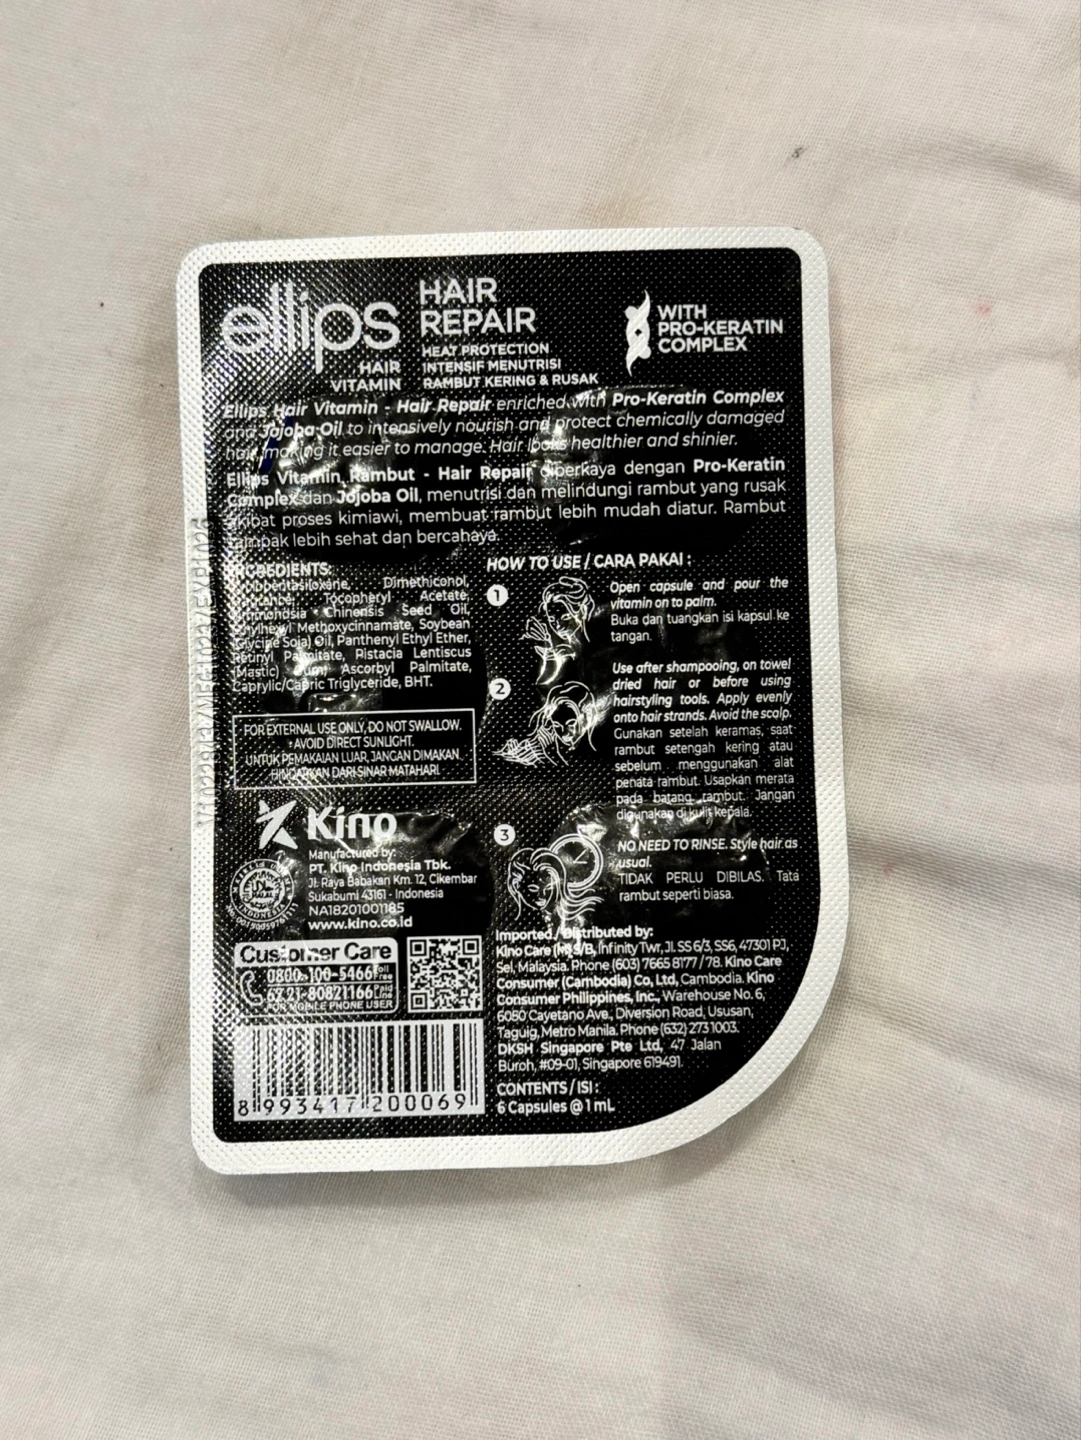 ellips
HAIR
VITAMIN
HAIR
REPAIR
HEAT PROTECTION
INTENSIF MENUTRISI
RAMBUT KERING & RUSAK
WITH
PRO-KERATIN
COMPLEX
Ellips Hair Vitamin - Hair Repair enriched with Pro-Keratin Complex
and Jojoba Oil to intensively nourish and protect chemically damaged
hair making it easier to manage. Hair looks healthier and shinier.
Ellips Vitamin Rambut - Hair Repair diperkaya dengan Pro-Keratin
Complex dan Jojoba Oil, menutrisi dan melindungi rambut yang rusak
akibat proses kimiawi, membuat rambut lebih mudah diatur. Rambut
tampak lebih sehat dan bercahaya.
INGREDIENTS:
Dimethiconol,
Tocopheryl Acetate,
Chinensis Seed Oil,
Methoxycinnamate, Soybean
(Glycine Soja) Oil, Panthenyl Ethyl Ether,
Retinyl Palmitate, Pistacia Lentiscus
(Mastic) Gum, Ascorbyl Palmitate,
Caprylic/Capric Triglyceride, BHT.
FOR EXTERNAL USE ONLY, DO NOT SWALLOW.
AVOID DIRECT SUNLIGHT.
UNTUK PEMAKAIAN LUAR, JANGAN DIMAKAN.
HINDARKAN DARI SINAR MATAHARI.
Kino
Manufactured by:
PT. Kino Indonesia Tbk.
Jl. Raya Babakan Km. 12, Cikembar
Sukabumi 43161 - Indonesia
NA18201001185
www.kino.co.id
Customer Care
0800-100-5466 Toll Free
62 21-80821166 Paid Line
FOR MOBILE PHONE USER
8 993417 200069
HOW TO USE / CARA PAKAI :
1
Open capsule and pour the
vitamin on to palm.
Buka dan tuangkan isi kapsul ke
tangan.
2
Use after shampooing, on towel
dried hair or before using
hairstyling tools. Apply evenly
onto hair strands. Avoid the scalp.
Gunakan setelah keramas, saat
rambut setengah kering atau
sebelum menggunakan alat
penata rambut. Usapkan merata
pada batang rambut. Jangan
digunakan di kulit kepala.
3
NO NEED TO RINSE. Style hair as
usual.
TIDAK PERLU DIBILAS. Tata
rambut seperti biasa.
Imported / Distributed by:
Kino Care (M) S/B, Infinity Twr, Jl. SS 6/3, SS6, 47301 PJ,
Sel, Malaysia. Phone (603) 7665 8177 / 78. Kino Care
Consumer (Cambodia) Co, Ltd, Cambodia. Kino
Consumer Philippines, Inc., Warehouse No. 6,
6080 Cayetano Ave., Diversion Road, Ususan,
Taguig, Metro Manila. Phone (632) 273 1003.
DKSH Singapore Pte Ltd, 47 Jalan
Buroh, #09-01, Singapore 619491.
CONTENTS / ISI :
6 Capsules @ 1 mL